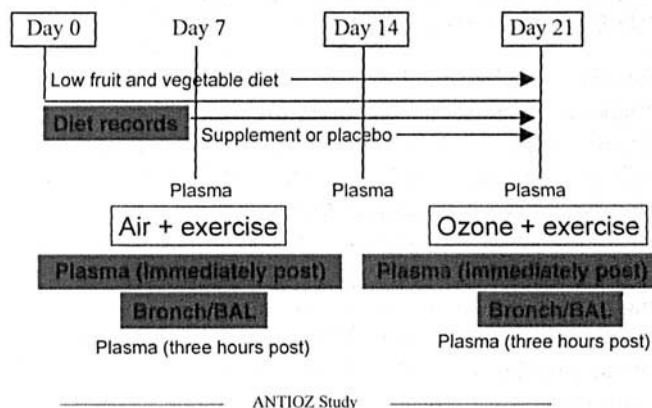 Day 0 Day 7 Day 14 Day 21
Low fruit and vegetable diet
Diet records
Supplement or placebo
Plasma Plasma Plasma
Air + exercise Ozone + exercise
Plasma (immediately post) Plasma (immediately post)
Bronch/BAL Bronch/BAL
Plasma (three hours post) Plasma (three hours post)
ANTIOZ Study